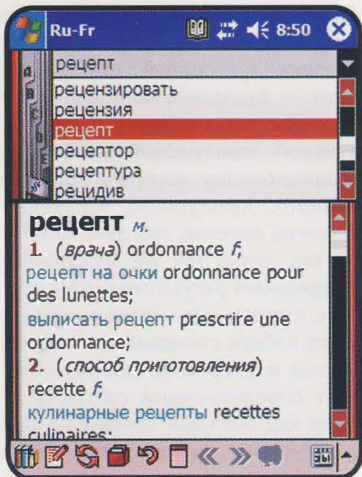 Ru-Fr 8:50
рецепт
рецензировать
рецензия
рецепт
рецептор
рецептура
рецидив
A
B
C
D
E
рецепт м.
1. (врача) ordonnance f;
рецепт на очки ordonnance pour
des lunettes;
выписать рецепт prescrire une
ordonnance;
2. (способ приготовления)
recette f;
кулинарные рецепты recettes
culinaires;